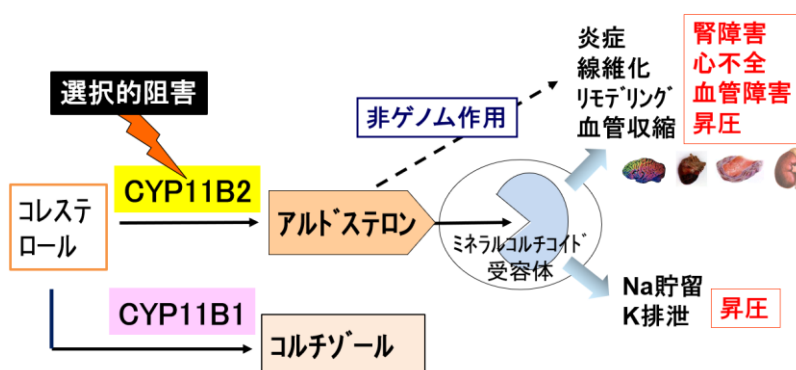 選択的阻害
CYP11B2
コレステ
ロール
アルドステロン
非ゲノム作用
ミネラルコルチコイド
受容体
炎症
線維化
リモデリング
血管収縮
腎障害
心不全
血管障害
昇圧
Na貯留
K排泄
昇圧
CYP11B1
コルチゾール